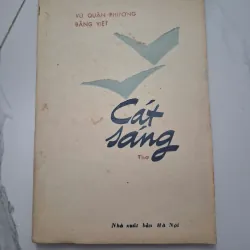 VŨ QUẦN PHƯƠNG
BẰNG VIỆT
Cát
sáng
Thơ
Nhà xuất bản Hà Nội